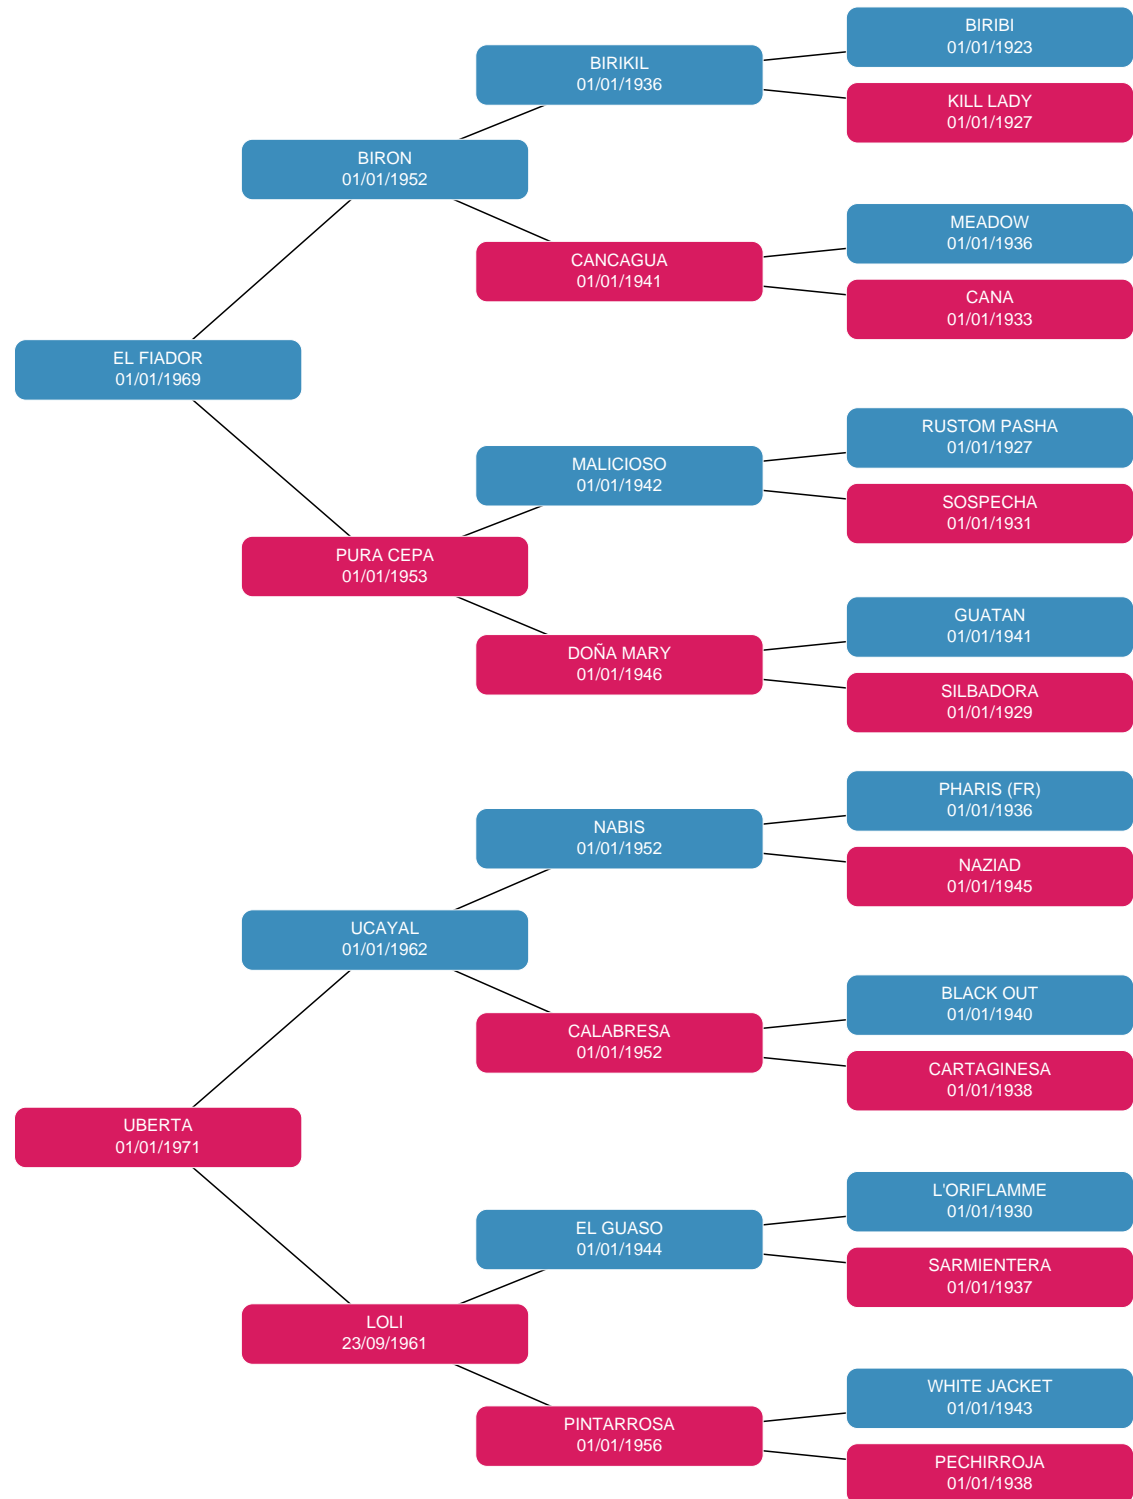 BIRIBI
01/01/1923
BIRIKIL
01/01/1936
KILL LADY
01/01/1927
BIRON
01/01/1952
MEADOW
01/01/1936
CANCAGUA
01/01/1941
CANA
01/01/1933
EL FIADOR
01/01/1969
RUSTOM PASHA
01/01/1927
MALICIOSO
01/01/1942
SOSPECHA
01/01/1931
PURA CEPA
01/01/1953
GUATAN
01/01/1941
DOÑA MARY
01/01/1946
SILBADORA
01/01/1929
PHARIS (FR)
01/01/1936
NABIS
01/01/1952
NAZIAD
01/01/1945
UCAYAL
01/01/1962
BLACK OUT
01/01/1940
CALABRESA
01/01/1952
CARTAGINESA
01/01/1938
UBERTA
01/01/1971
L'ORIFLAMME
01/01/1930
EL GUASO
01/01/1944
SARMIENTERA
01/01/1937
LOLI
23/09/1961
WHITE JACKET
01/01/1943
PINTARROSA
01/01/1956
PECHIRROJA
01/01/1938